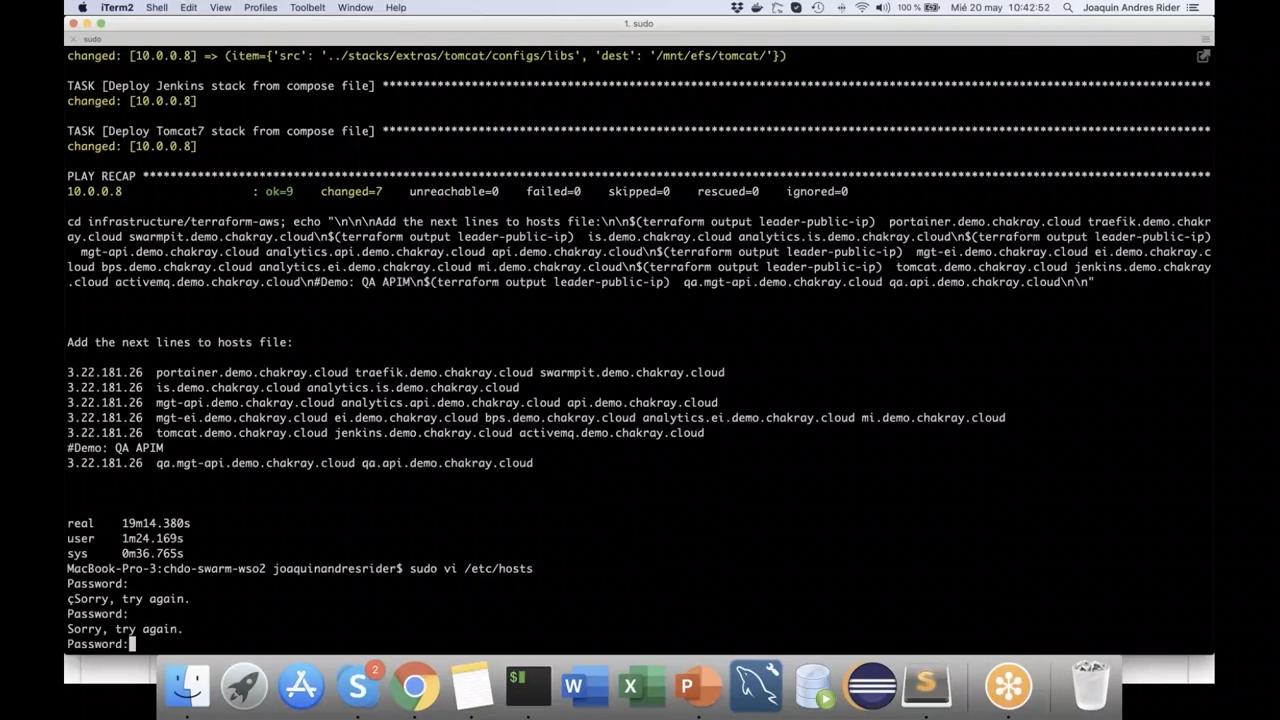 iTerm2 Shell Edit View Profiles Toolbelt Window Help 100 % Mié 20 may 10:42:52 Joaquin Andres Rider
1. sudo
sudo
changed: [10.0.0.8] => (item={'src': '../stacks/extras/tomcat/configs/libs', 'dest': '/mnt/efs/tomcat/'})
TASK [Deploy Jenkins stack from compose file] ****************************************************************************************************************************
changed: [10.0.0.8]
TASK [Deploy Tomcat7 stack from compose file] ****************************************************************************************************************************
changed: [10.0.0.8]
PLAY RECAP ****************************************************************************************************************************************************************
10.0.0.8 : ok=9 changed=7 unreachable=0 failed=0 skipped=0 rescued=0 ignored=0
cd infrastructure/terraform-aws; echo "\n\n\nAdd the next lines to hosts file:\n\n$(terraform output leader-public-ip) portainer.demo.chakray.cloud traefik.demo.chakr
ay.cloud swarmpit.demo.chakray.cloud\n$(terraform output leader-public-ip) is.demo.chakray.cloud analytics.is.demo.chakray.cloud\n$(terraform output leader-public-ip)
mgt-api.demo.chakray.cloud analytics.api.demo.chakray.cloud api.demo.chakray.cloud\n$(terraform output leader-public-ip) mgt-ei.demo.chakray.cloud ei.demo.chakray.c
loud bps.demo.chakray.cloud analytics.ei.demo.chakray.cloud mi.demo.chakray.cloud\n$(terraform output leader-public-ip) tomcat.demo.chakray.cloud jenkins.demo.chakray
.cloud activemq.demo.chakray.cloud\n#Demo: QA APIM\n$(terraform output leader-public-ip) qa.mgt-api.demo.chakray.cloud qa.api.demo.chakray.cloud\n\n"
Add the next lines to hosts file:
3.22.181.26 portainer.demo.chakray.cloud traefik.demo.chakray.cloud swarmpit.demo.chakray.cloud
3.22.181.26 is.demo.chakray.cloud analytics.is.demo.chakray.cloud
3.22.181.26 mgt-api.demo.chakray.cloud analytics.api.demo.chakray.cloud api.demo.chakray.cloud
3.22.181.26 mgt-ei.demo.chakray.cloud ei.demo.chakray.cloud bps.demo.chakray.cloud analytics.ei.demo.chakray.cloud mi.demo.chakray.cloud
3.22.181.26 tomcat.demo.chakray.cloud jenkins.demo.chakray.cloud activemq.demo.chakray.cloud
#Demo: QA APIM
3.22.181.26 qa.mgt-api.demo.chakray.cloud qa.api.demo.chakray.cloud
real 19m14.380s
user 1m24.169s
sys 0m36.765s
MacBook-Pro-3:chdo-swarm-wso2 joaquinandresrider$ sudo vi /etc/hosts
Password:
çSorry, try again.
Password:
Sorry, try again.
Password:
2
$
W X P S